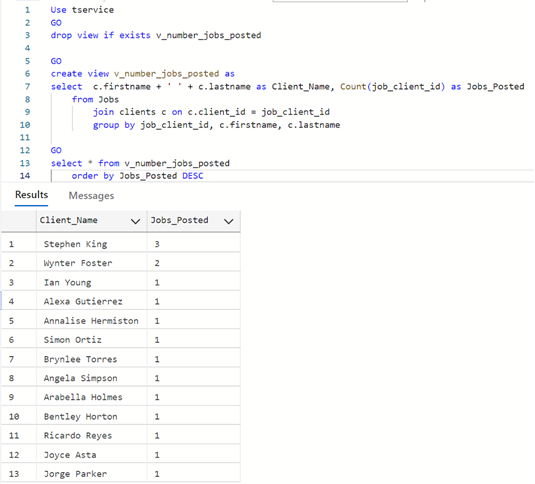 1 Use tservice
2 GO
3 drop view if exists v_number_jobs_posted
4
5 GO
6 create view v_number_jobs_posted as
7 select c.firstname + ' ' + c.lastname as Client_Name, Count(job_client_id) as Jobs_Posted
8 from Jobs
9 join clients c on c.client_id = job_client_id
10 group by job_client_id, c.firstname, c.lastname
11
12 GO
13 select * from v_number_jobs_posted
14 order by Jobs_Posted DESC
Results Messages
Client_Name Jobs_Posted
1 Stephen King 3
2 Wynter Foster 2
3 Ian Young 1
4 Alexa Gutierrez 1
5 Annalise Hermiston 1
6 Simon Ortiz 1
7 Brynlee Torres 1
8 Angela Simpson 1
9 Arabella Holmes 1
10 Bentley Horton 1
11 Ricardo Reyes 1
12 Joyce Asta 1
13 Jorge Parker 1